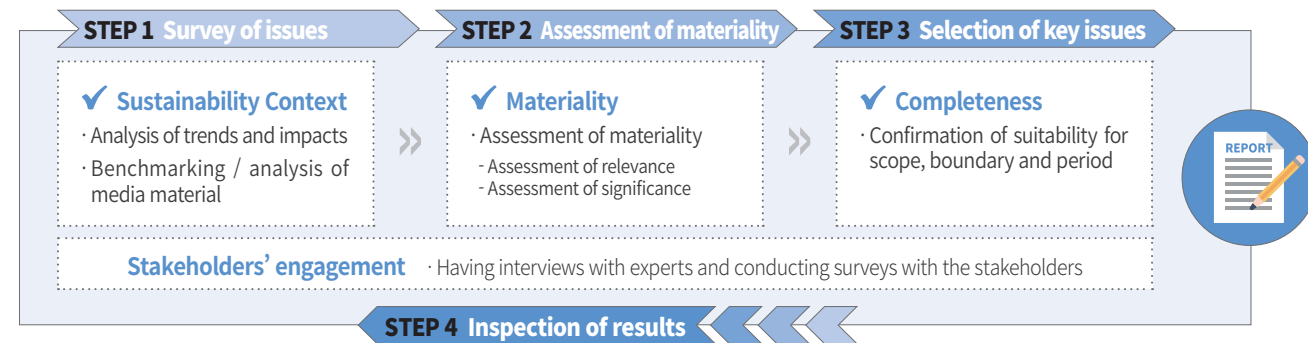 STEP 1 Survey of issues
STEP 2 Assessment of materiality
STEP 3 Selection of key issues
Sustainability Context
· Analysis of trends and impacts
· Benchmarking / analysis of
media material
Materiality
· Assessment of materiality
- Assessment of relevance
- Assessment of significance
Completeness
· Confirmation of suitability for
scope, boundary and period
REPORT
Stakeholders’ engagement · Having interviews with experts and conducting surveys with the stakeholders
STEP 4 Inspection of results